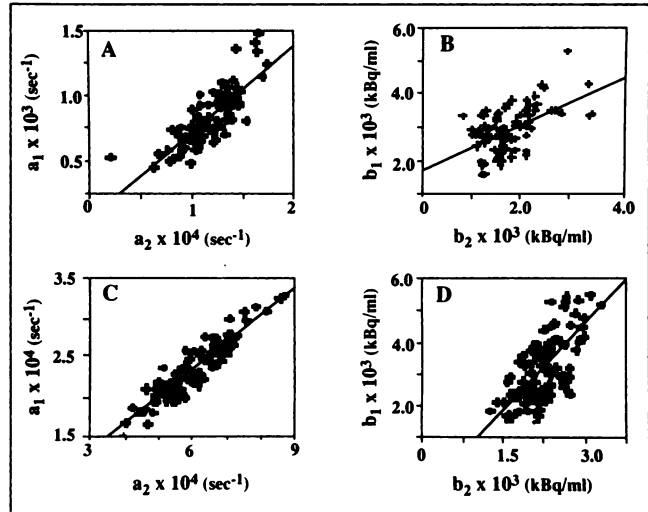 A
1.5
1.0
0.5
a₁ x 10³ (sec⁻¹)
0
1
2
a₂ x 10⁴ (sec⁻¹)
B
6.0
4.0
2.0
b₁ x 10³ (kBq/ml)
0
2.0
4.0
b₂ x 10³ (kBq/ml)
C
3.5
2.5
1.5
a₁ x 10⁴ (sec⁻¹)
3
6
9
a₂ x 10⁴ (sec⁻¹)
D
6.0
4.0
2.0
b₁ x 10³ (kBq/ml)
0
1.5
3.0
b₂ x 10³ (kBq/ml)